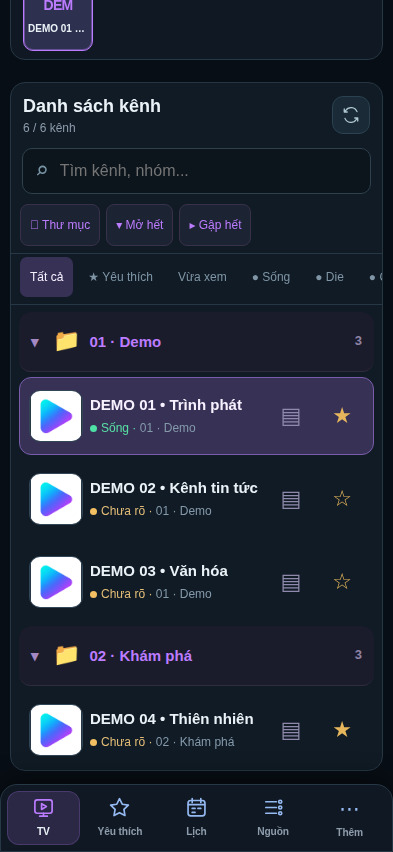 DEM
DEMO 01 ...
Danh sách kênh
6 / 6 kênh
Tìm kênh, nhóm...
Thư mục
▾ Mở hết
▸ Gập hết
Tất cả
★ Yêu thích
Vừa xem
● Sống
● Die
01 · Demo
3
DEMO 01 • Trình phát
● Sống · 01 · Demo
DEMO 02 • Kênh tin tức
● Chưa rõ · 01 · Demo
DEMO 03 • Văn hóa
● Chưa rõ · 01 · Demo
02 · Khám phá
3
DEMO 04 • Thiên nhiên
● Chưa rõ · 02 · Khám phá
TV
Yêu thích
Lịch
Nguồn
Thêm